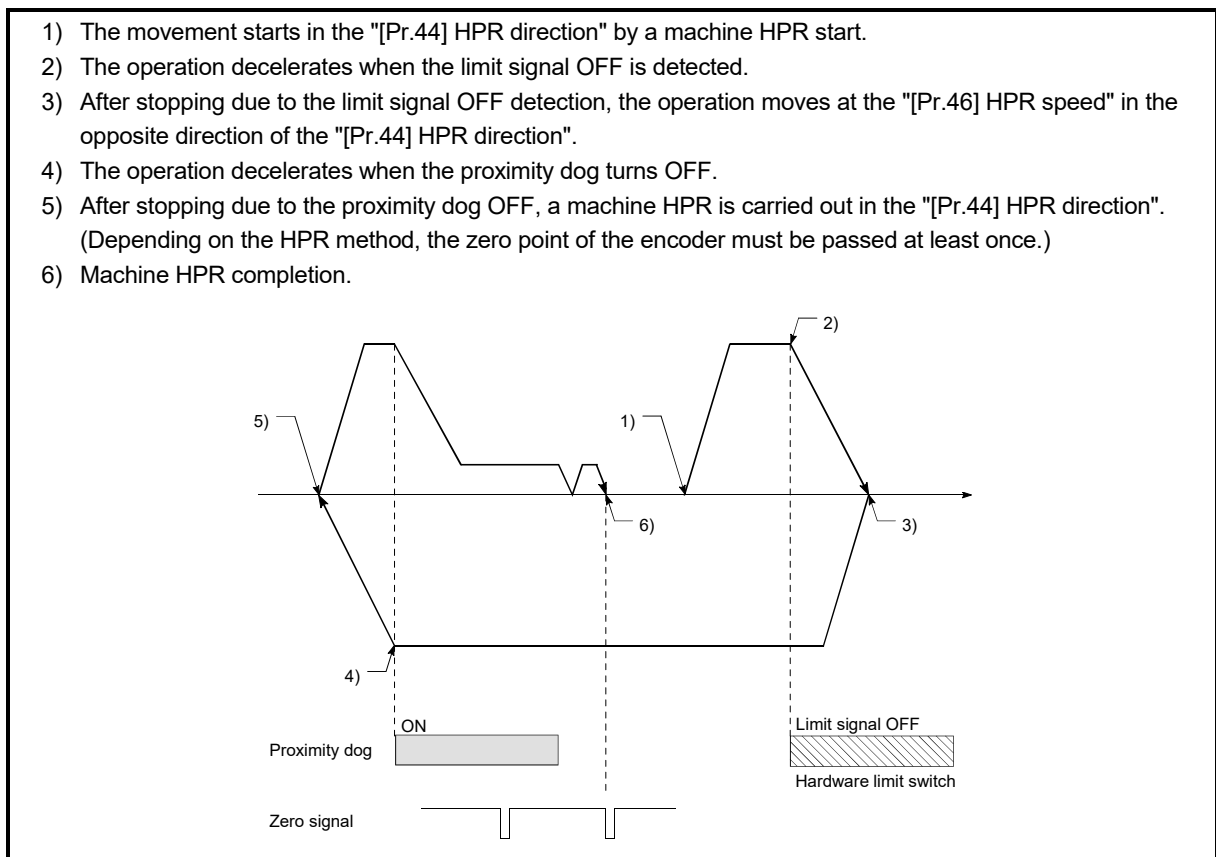 1) The movement starts in the "[Pr.44] HPR direction" by a machine HPR start.
2) The operation decelerates when the limit signal OFF is detected.
3) After stopping due to the limit signal OFF detection, the operation moves at the "[Pr.46] HPR speed" in the
opposite direction of the "[Pr.44] HPR direction".
4) The operation decelerates when the proximity dog turns OFF.
5) After stopping due to the proximity dog OFF, a machine HPR is carried out in the "[Pr.44] HPR direction".
(Depending on the HPR method, the zero point of the encoder must be passed at least once.)
6) Machine HPR completion.
2)
5)
1)
6)
3)
4)
ON
Limit signal OFF
Proximity dog
Hardware limit switch
Zero signal